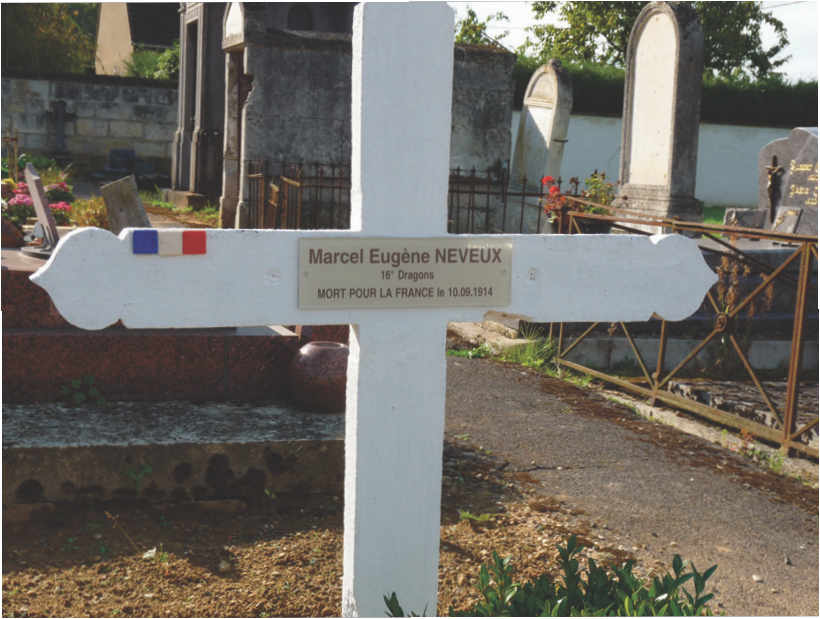 Marcel Eugène NEVEUX
16e Dragons
MORT POUR LA FRANCE le 10.09.1914